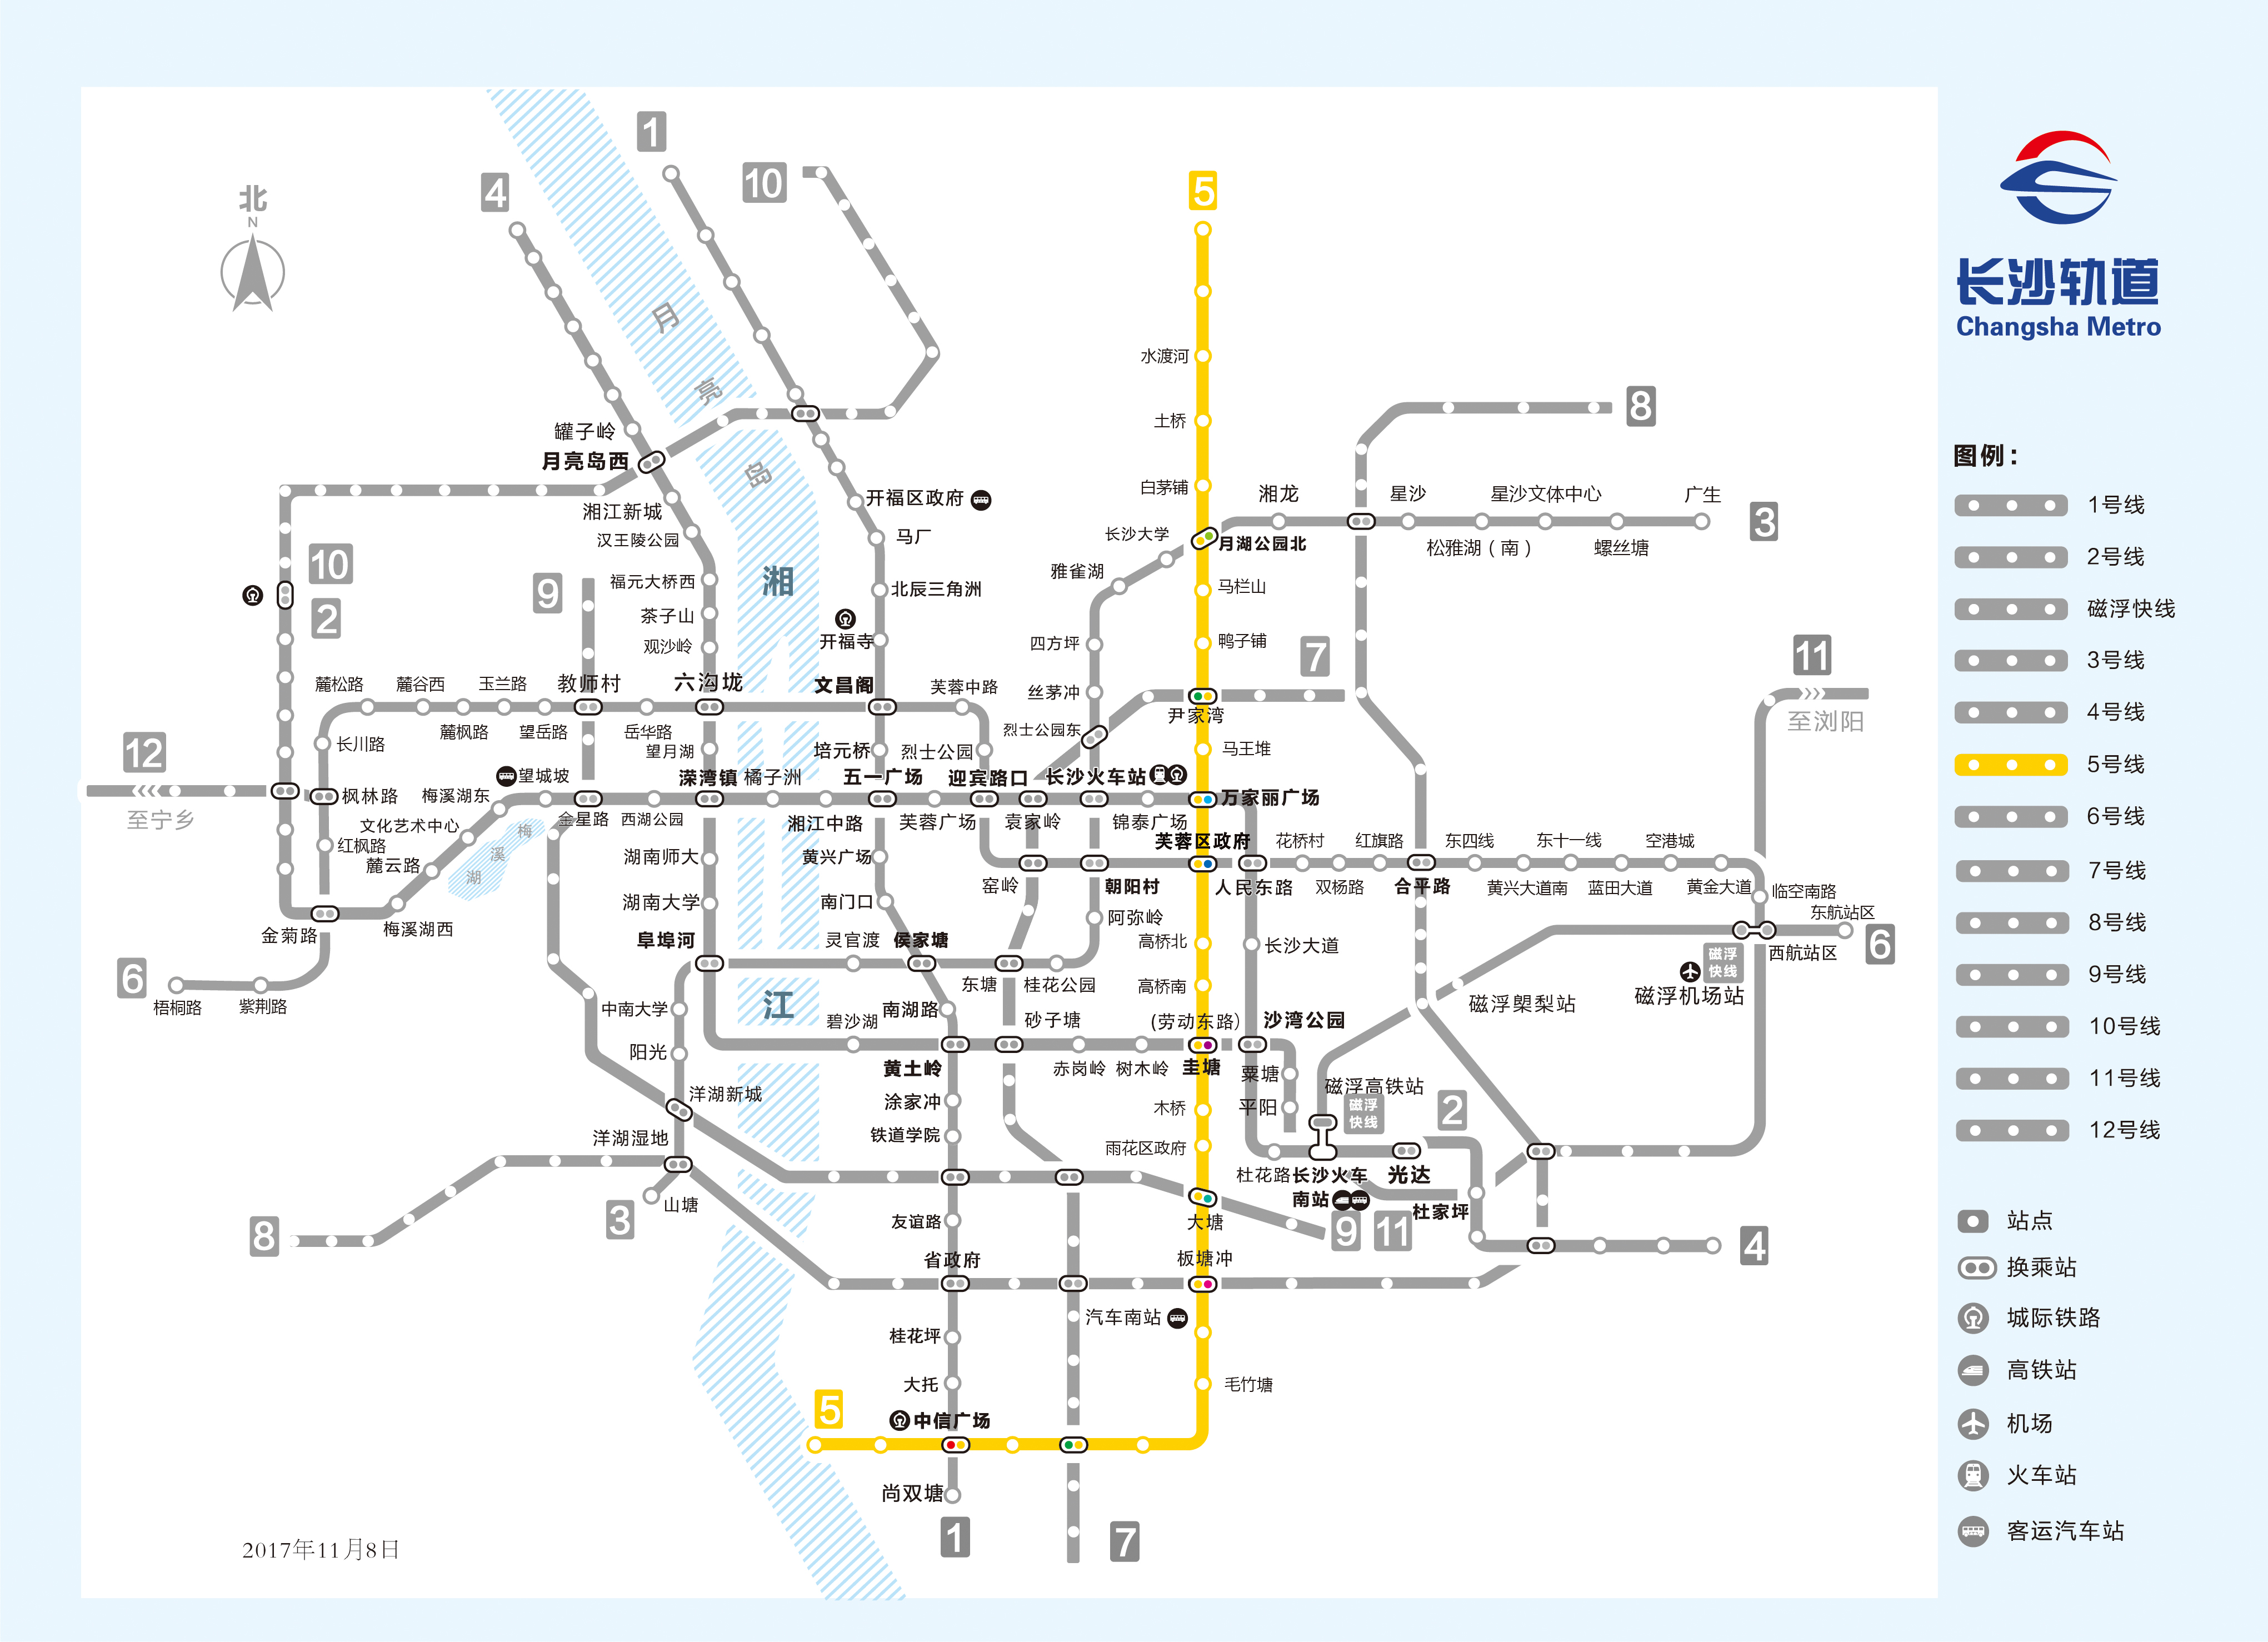 1
4
10
5
北
N
长沙轨道
Changsha Metro
月
亮
岛
水渡河
土桥
白茅铺
8
罐子岭
月亮岛西
湘江新城
汉王陵公园
开福区政府
马厂
长沙大学
月湖公园北
湘龙
星沙
星沙文体中心
广生
松雅湖(南)
螺丝塘
3
图例：
1号线
2号线
磁浮快线
3号线
4号线
5号线
6号线
7号线
8号线
9号线
10号线
11号线
12号线
10
2
9
福元大桥西
茶子山
观沙岭
湘
北辰三角洲
开福寺
雅雀湖
马栏山
四方坪
鸭子铺
丝茅冲
7
11
至浏阳
麓松路
麓谷西
玉兰路
教师村
六沟垅
文昌阁
芙蓉中路
烈士公园东
尹家湾
麓枫路
望岳路
岳华路
长川路
望月湖
培元桥
烈士公园
马王堆
12
至宁乡
枫林路
望城坡
梅溪湖东
溁湾镇
橘子洲
五一广场
迎宾路口
长沙火车站
万家丽广场
金星路
西湖公园
湘江中路
芙蓉广场
袁家岭
锦泰广场
文化艺术中心
梅
溪
湖
红枫路
麓云路
湖南师大
黄兴广场
芙蓉区政府
花桥村
红旗路
东四线
东十一线
空港城
窑岭
朝阳村
人民东路
双杨路
合平路
黄兴大道南
蓝田大道
黄金大道
临空南路
东航站区
梅溪湖西
金菊路
湖南大学
南门口
阿弥岭
6
梧桐路
紫荆路
阜埠河
灵官渡
侯家塘
高桥北
长沙大道
西航站区
6
磁浮
快线
磁浮机场站
东塘
桂花公园
高桥南
磁浮㮾梨站
江
中南大学
碧沙湖
南湖路
砂子塘
(劳动东路)
沙湾公园
阳光
黄土岭
赤岗岭
树木岭
圭塘
粟塘
磁浮高铁站
洋湖新城
涂家冲
木桥
平阳
磁浮
快线
2
洋湖湿地
铁道学院
雨花区政府
杜花路
长沙火车
南站
光达
杜家坪
3
山塘
8
友谊路
大塘
9
11
4
省政府
板塘冲
汽车南站
桂花坪
大托
毛竹塘
5
中信广场
尚双塘
1
7
站点
换乘站
城际铁路
高铁站
机场
火车站
客运汽车站
2017年11月8日